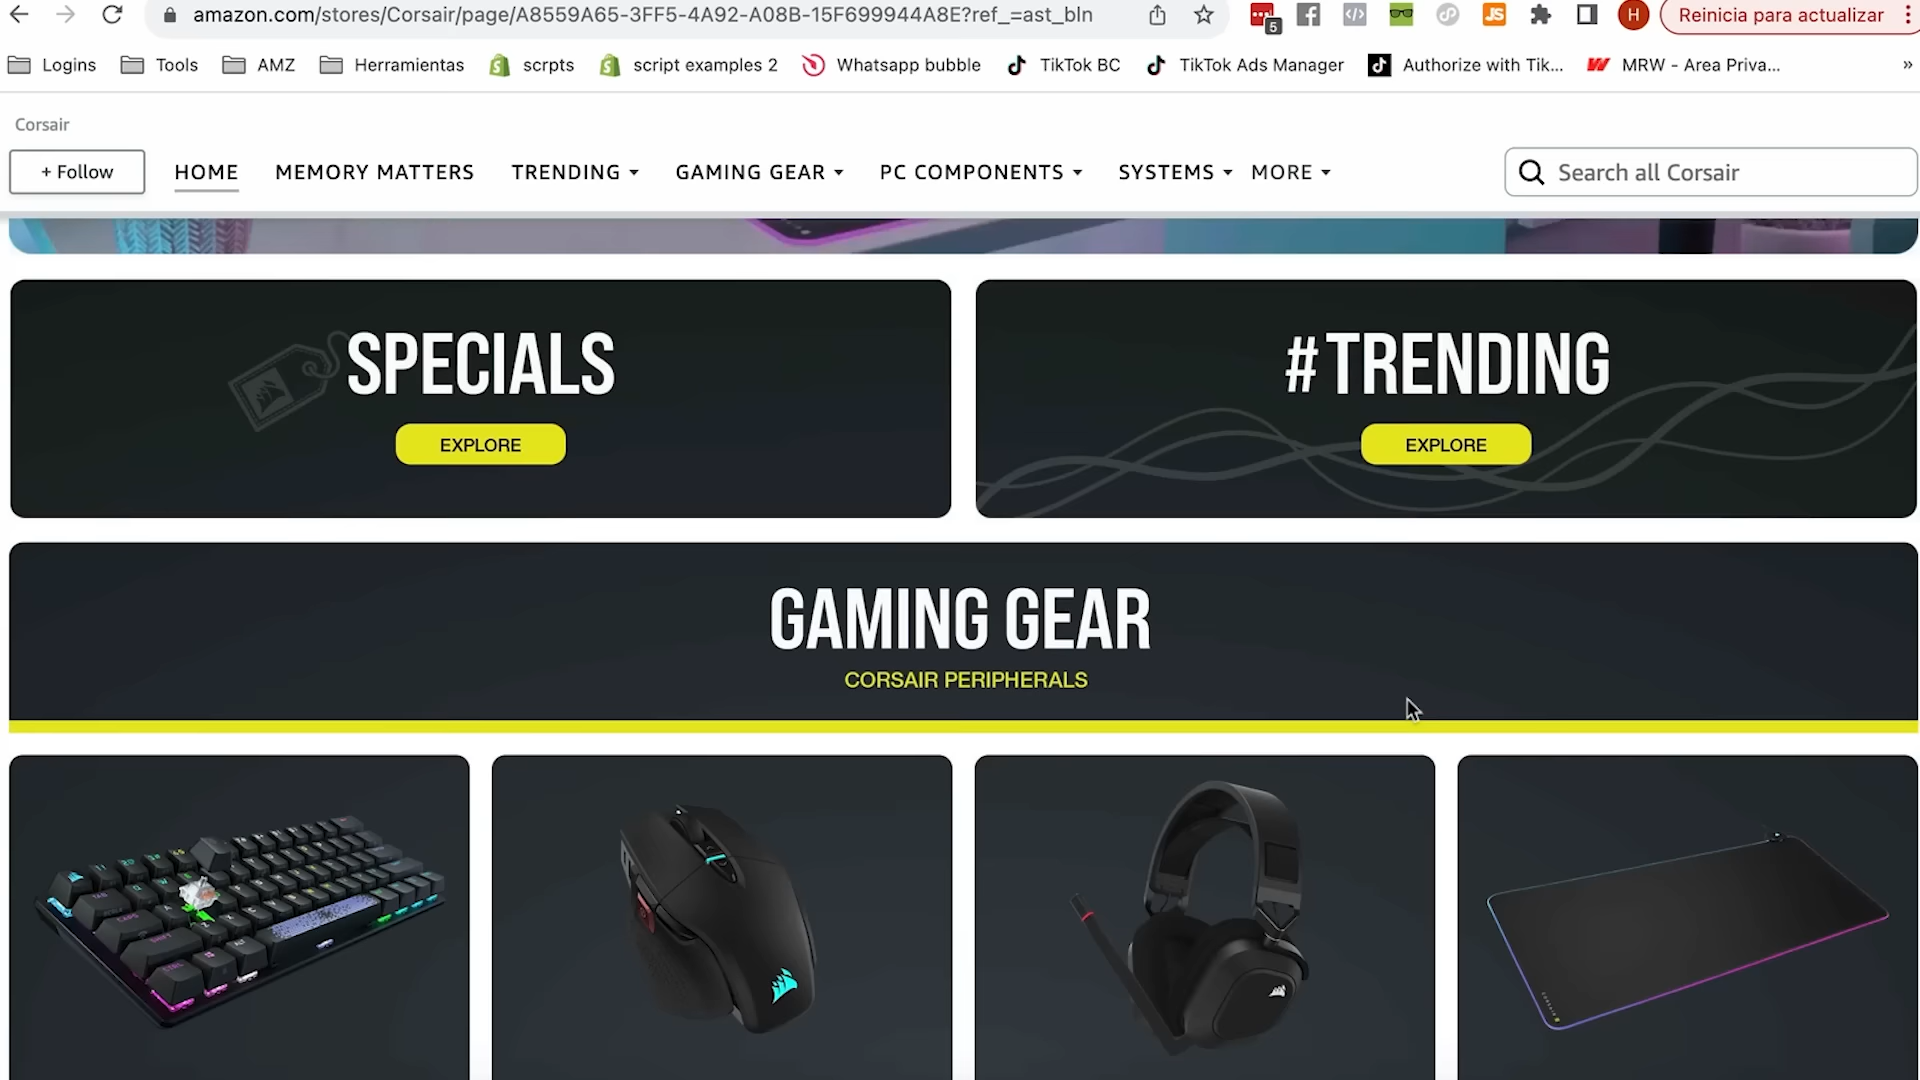 amazon.com/stores/Corsair/page/A8559A65-3FF5-4A92-A08B-15F699944A8E?ref_=ast_bln
5
JS
H
Reinicia para actualizar
Logins
Tools
AMZ
Herramientas
scrpts
script examples 2
Whatsapp bubble
TikTok BC
TikTok Ads Manager
Authorize with Tik...
MRW - Area Priva...
»
Corsair
+ Follow
HOME
MEMORY MATTERS
TRENDING
GAMING GEAR
PC COMPONENTS
SYSTEMS
MORE
Search all Corsair
SPECIALS
EXPLORE
#TRENDING
EXPLORE
GAMING GEAR
CORSAIR PERIPHERALS